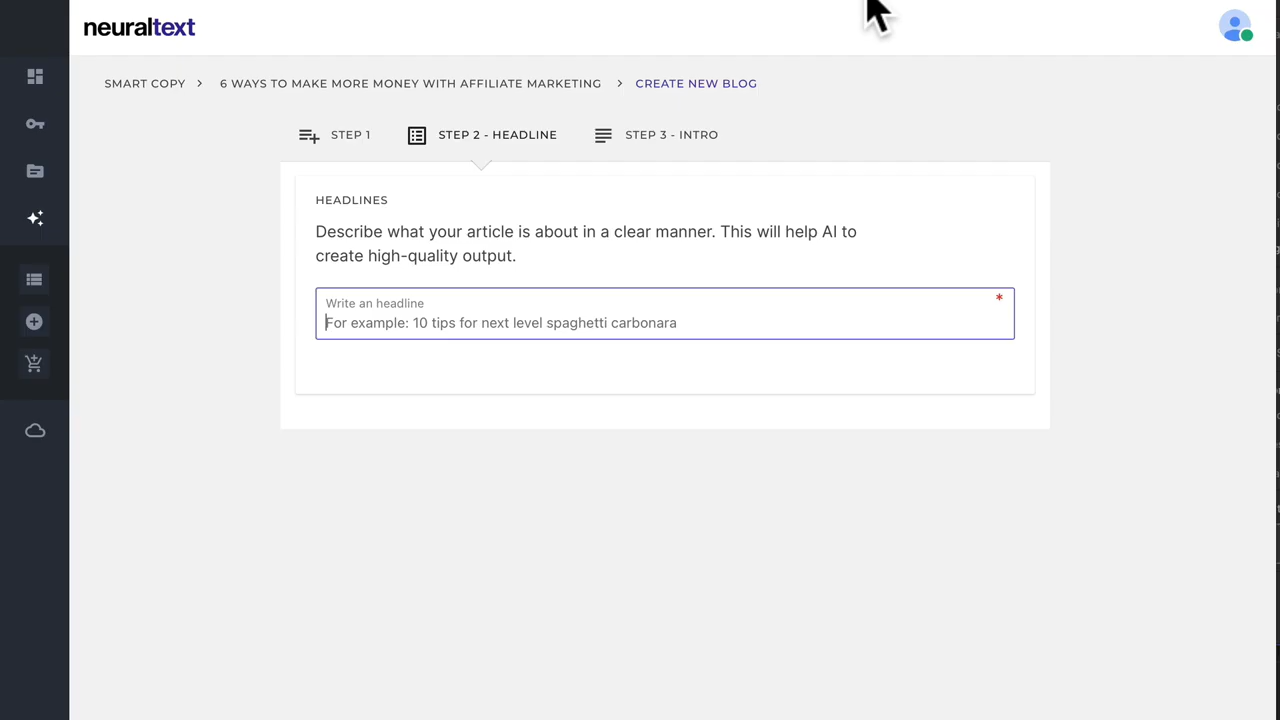 neuraltext
SMART COPY > 6 WAYS TO MAKE MORE MONEY WITH AFFILIATE MARKETING > CREATE NEW BLOG
STEP 1 STEP 2 - HEADLINE STEP 3 - INTRO
HEADLINES
Describe what your article is about in a clear manner. This will help AI to
create high-quality output.
Write an headline *
For example: 10 tips for next level spaghetti carbonara